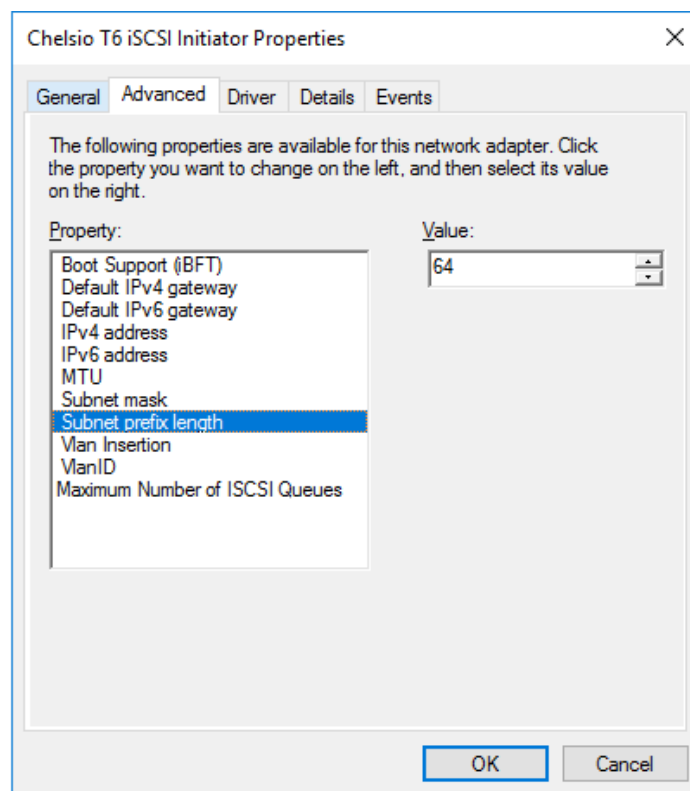 Chelsio T6 iSCSI Initiator Properties
General Advanced Driver Details Events
The following properties are available for this network adapter. Click
the property you want to change on the left, and then select its value
on the right.
Property: Value:
Boot Support (iBFT) 64
Default IPv4 gateway
Default IPv6 gateway
IPv4 address
IPv6 address
MTU
Subnet mask
Subnet prefix length
Vlan Insertion
VlanID
Maximum Number of ISCSI Queues
OK Cancel